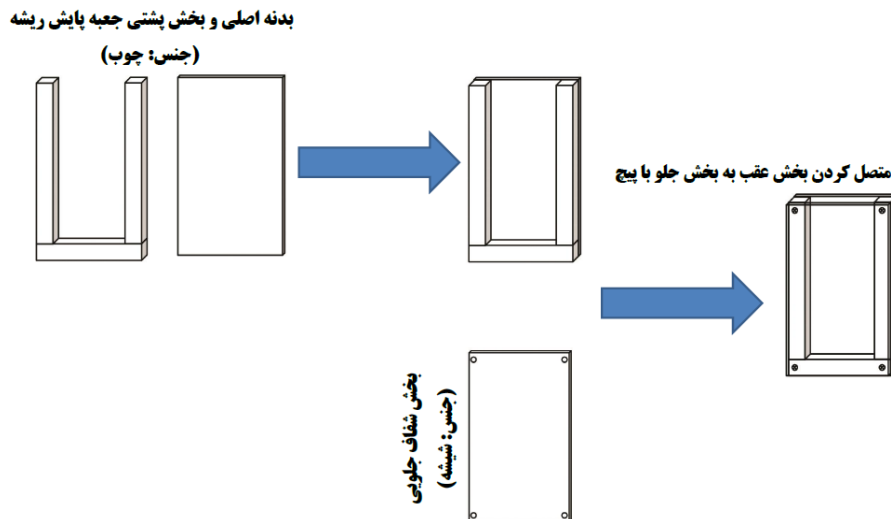 بدنه اصلی و بخش پشتی جعبه پایش ریشه
(جنس: چوب)
متصل کردن بخش عقب به بخش جلو با پیچ
بخش شفاف جلویی
(جنس: شیشه)